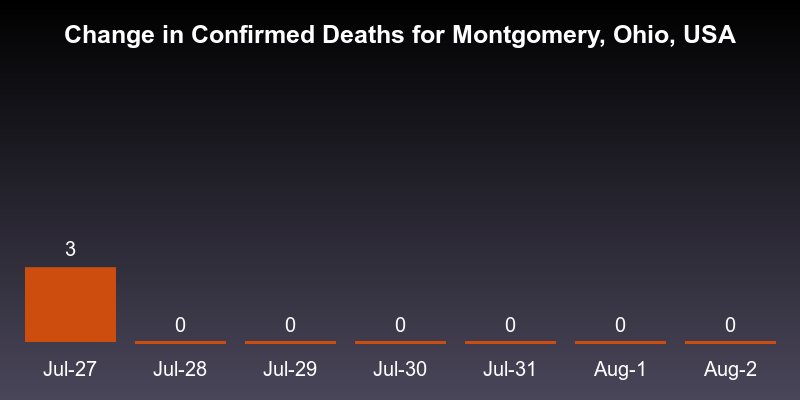 Change in Confirmed Deaths for Montgomery, Ohio, USA
3 0 0 0 0 0 0
Jul-27 Jul-28 Jul-29 Jul-30 Jul-31 Aug-1 Aug-2